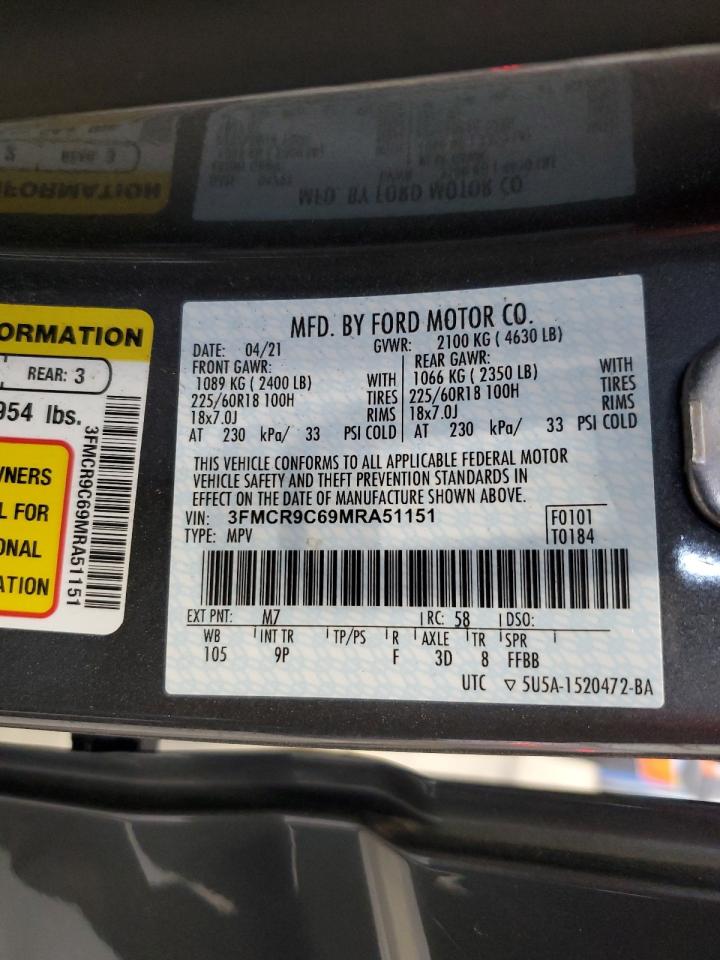 MFD. BY FORD MOTOR CO.
DATE: 04/21 GVWR: 2100 KG ( 4630 LB)
FRONT GAWR: REAR GAWR:
1089 KG ( 2400 LB) WITH 1066 KG ( 2350 LB) WITH
225/60R18 100H TIRES 225/60R18 100H TIRES
18x7.0J RIMS 18x7.0J RIMS
AT 230 kPa/ 33 PSI COLD AT 230 kPa/ 33 PSI COLD
THIS VEHICLE CONFORMS TO ALL APPLICABLE FEDERAL MOTOR
VEHICLE SAFETY AND THEFT PREVENTION STANDARDS IN
EFFECT ON THE DATE OF MANUFACTURE SHOWN ABOVE.
VIN: 3FMCR9C69MRA51151 F0101
TYPE: MPV T0184
EXT PNT: M7 RC: 58 DSO:
WB INT TR TP/PS R AXLE TR SPR
105 9P F 3D 8 FFBB
UTC ▽ 5U5A-1520472-BA
ORMATION
REAR: 3
954 lbs.
3FMCR9C69MRA51151
WNERS
L FOR
ONAL
ATION
MFD. BY FORD MOTOR CO
REAR: 3
FORMATION